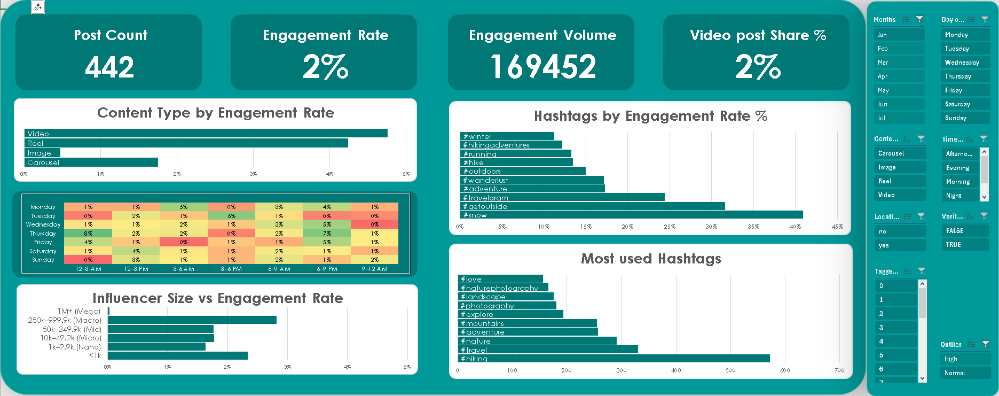 Post Count
442
Engagement Rate
2%
Engagement Volume
169452
Video post Share %
2%
Content Type by Enagement Rate
Video
Reel
Image
Carousel
0% 1% 2% 3% 4% 5%
Monday 1% 1% 5% 0% 3% 4% 1%
Tuesday 0% 2% 1% 6% 1% 0% 0%
Wednesday 1% 1% 2% 1% 3% 5% 0%
Thursday 8% 2% 2% 0% 2% 7% 1%
Friday 4% 1% 0% 1% 1% 5% 1%
Saturday 1% 4% 1% 1% 2% 1% 1%
Sunday 0% 3% 1% 1% 2% 1% 2%
12–3 AM 12–3 PM 3-6 AM 3–6 PM 6–9 AM 6–9 PM 9–12 AM
Influencer Size vs Engagement Rate
1M+ (Mega)
250k–999.9k (Macro)
50k–249.9k (Mid)
10k–49.9k (Micro)
1k–9.9k (Nano)
<1k
0% 1% 2% 3% 4% 5%
Hashtags by Engagement Rate %
#winter
#hikingadventures
#running
#hike
#outdoors
#wanderlust
#adventure
#travelgram
#getoutside
#snow
0% 5% 10% 15% 20% 25% 30% 35% 40% 45%
Most used Hashtags
#love
#naturephotography
#landscape
#photography
#explore
#mountains
#adventure
#nature
#travel
#hiking
0 100 200 300 400 500 600 700
Months
Jan
Feb
Mar
Apr
May
Jun
Jul
Day o...
Monday
Tuesday
Wednesday
Thursday
Friday
Saturday
Sunday
Conte...
Carousel
Image
Reel
Video
Time...
Afterno...
Evening
Morning
Night
Locati...
no
yes
Verif...
FALSE
TRUE
Tagge...
0
1
2
3
4
5
6
7
Outlier
High
Normal